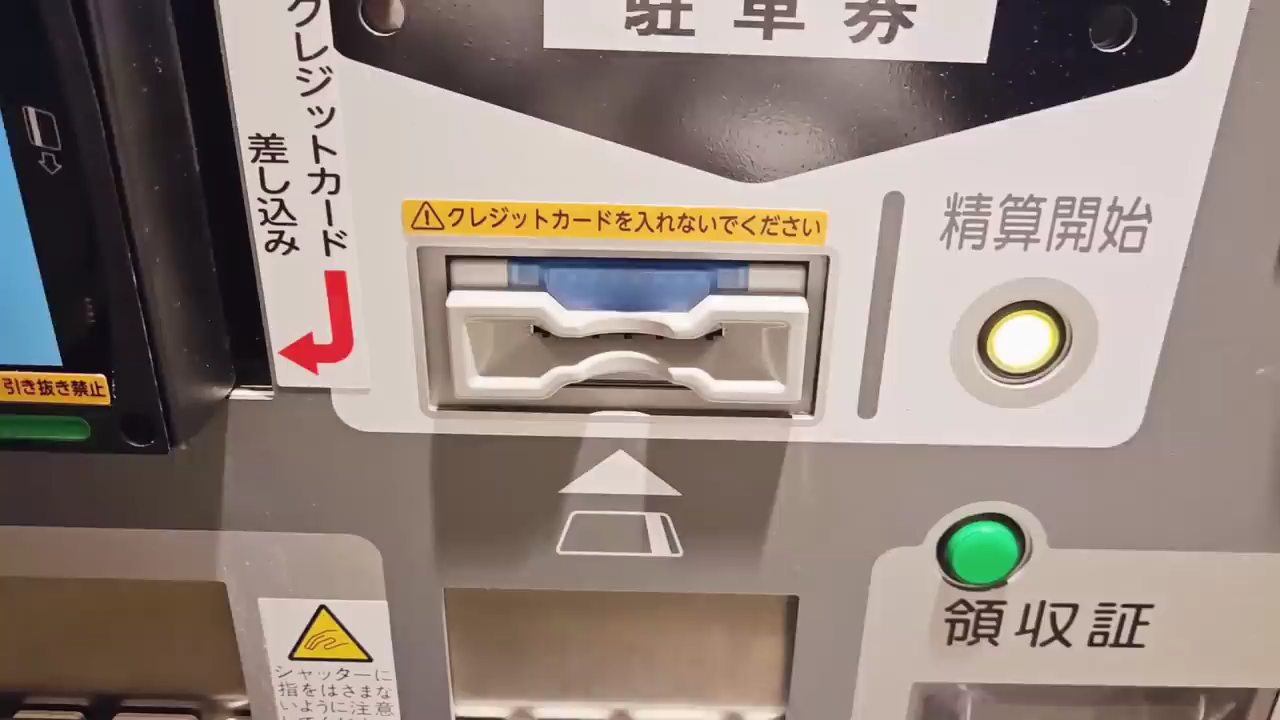 駐車券
クレジットカード
差し込み
⚠クレジットカードを入れないでください
精算開始
引き抜き禁止
領収証
シャッターに
指をはさまな
いように注意